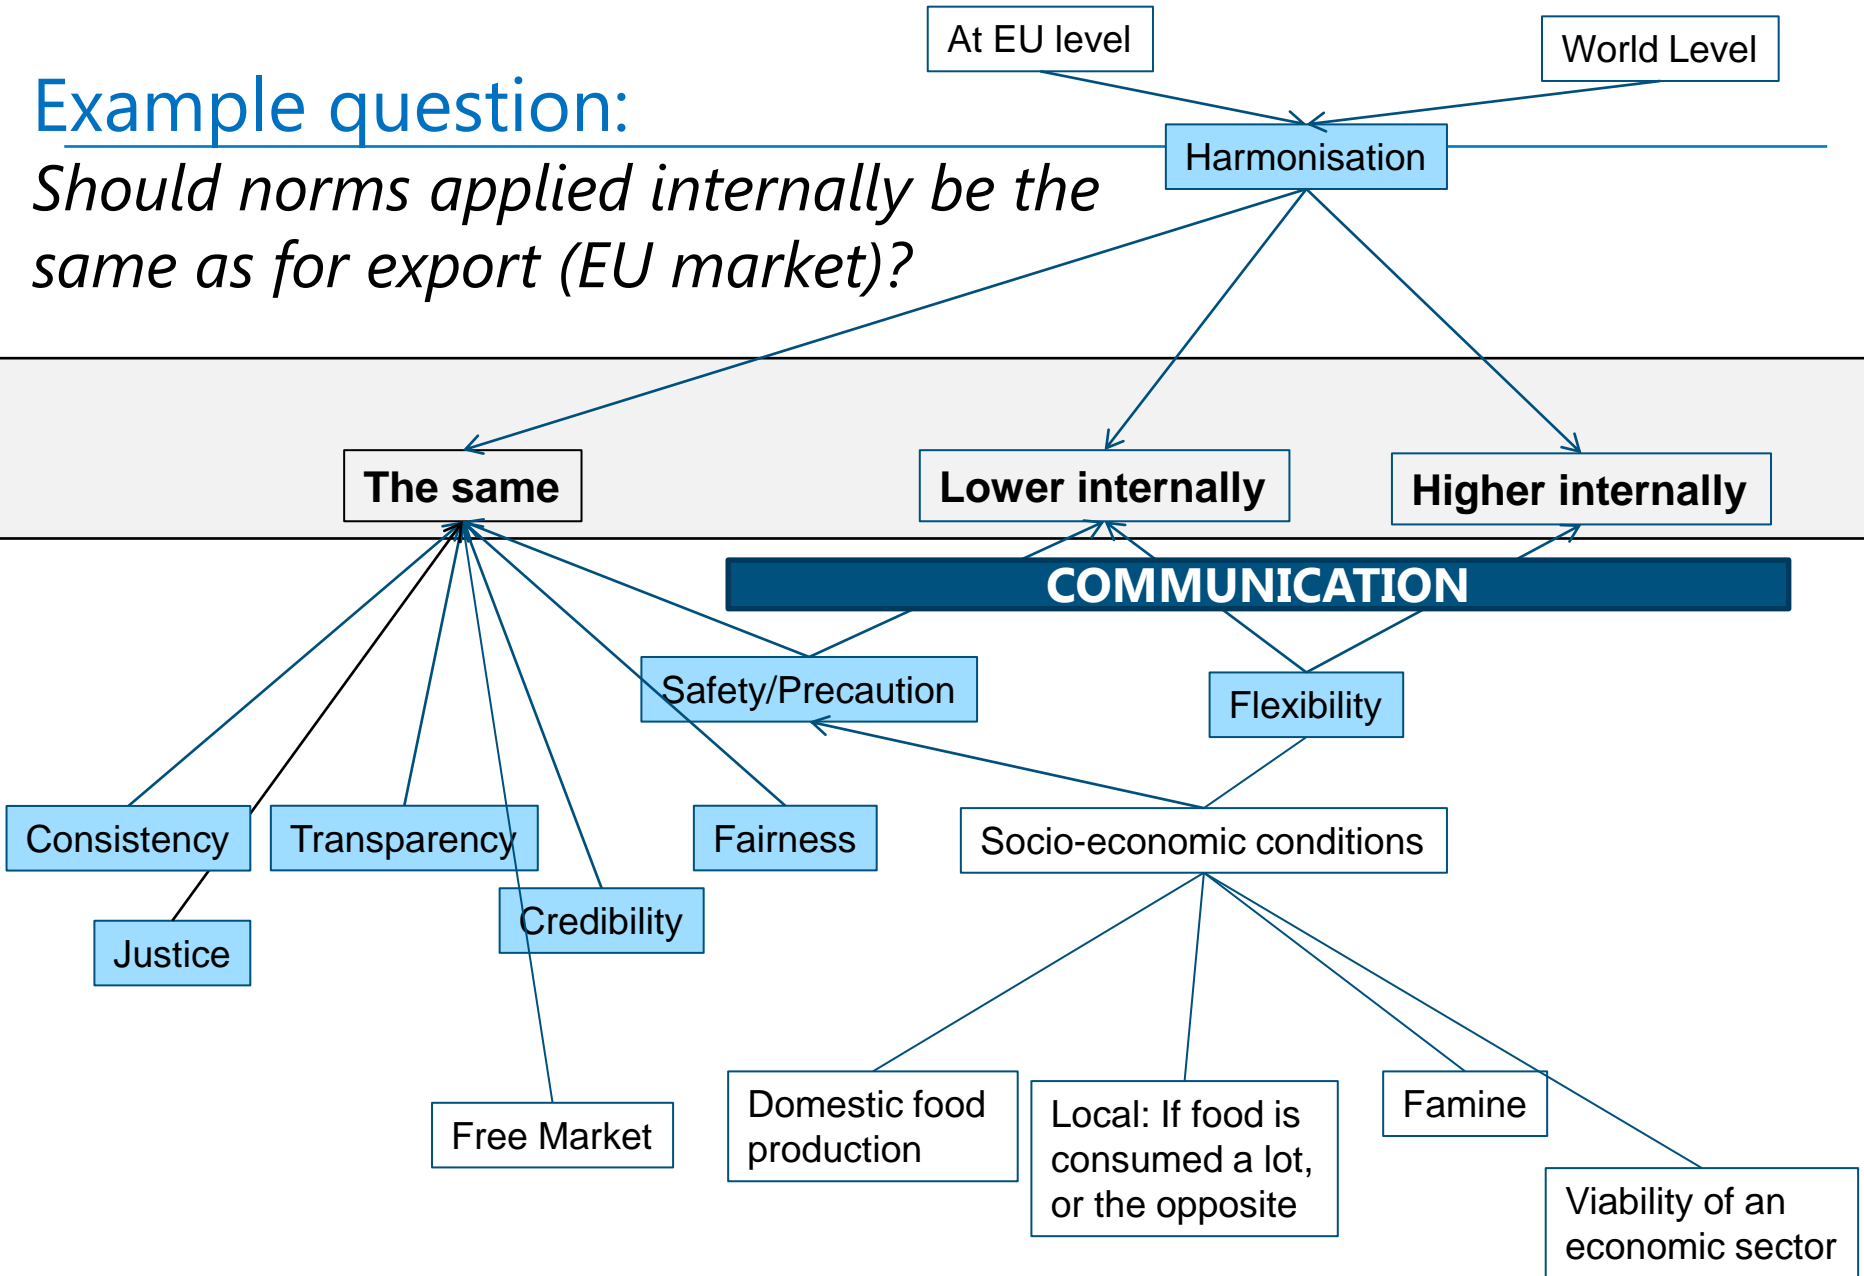 At EU level
World Level
Example question:
Harmonisation
Should norms applied internally be the
same as for export (EU market)?
The same
Lower internally
Higher internally
COMMUNICATION
Safety/Precaution
Flexibility
Consistency
Transparency
Fairness
Socio-economic conditions
Credibility
Justice
Free Market
Domestic food
production
Local: If food is
consumed a lot,
or the opposite
Famine
Viability of an
economic sector